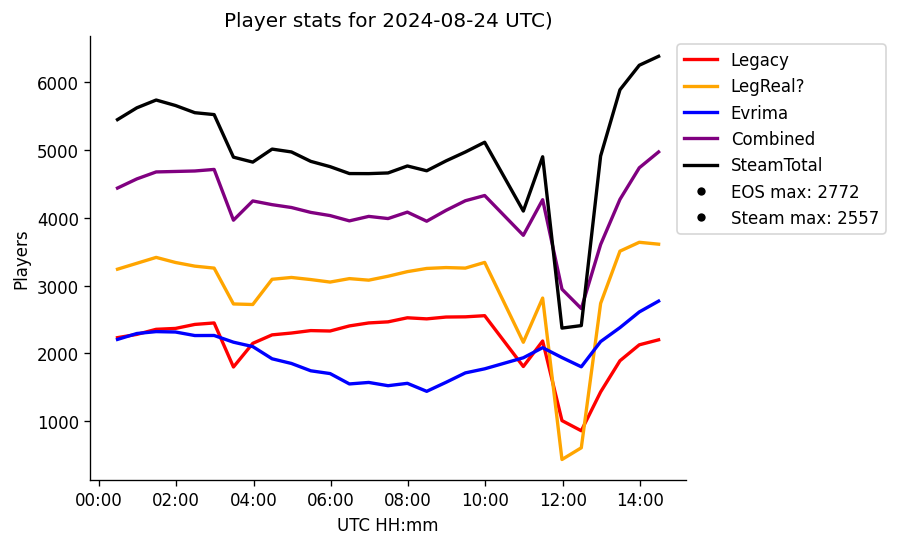 Player stats for 2024-08-24 UTC)
Legacy
LegReal?
Evrima
Combined
SteamTotal
EOS max: 2772
Steam max: 2557
Players
6000
5000
4000
3000
2000
1000
00:00 02:00 04:00 06:00 08:00 10:00 12:00 14:00
UTC HH:mm